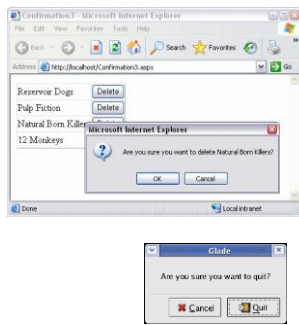 Confirmation3 - Microsoft Internet Explorer
File Edit View Favorites Tools Help
Back Search Favorites
Address http://localhost/Confirmation3.aspx Go
Reservoir Dogs Delete
Pulp Fiction Delete
Natural Born Killer
12 Monkeys
Microsoft Internet Explorer
Are you sure you want to delete Natural Born Killers?
OK Cancel
Done Local intranet
Glade
Are you sure you want to quit?
Cancel Quit